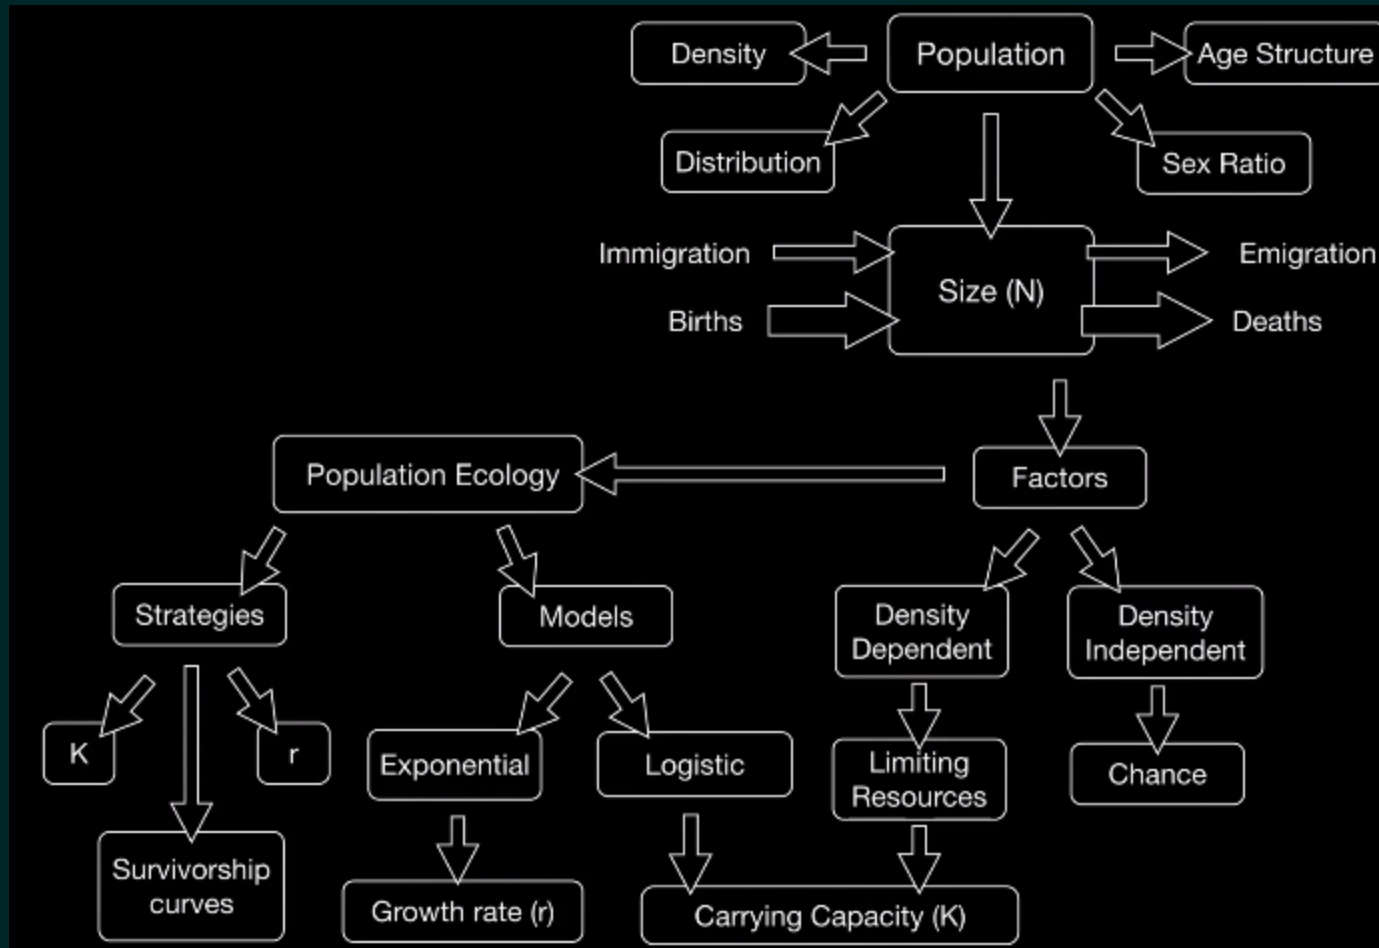 Density
Population
Age Structure
Distribution
Sex Ratio
Immigration
Size (N)
Emigration
Births
Deaths
Population Ecology
Factors
Strategies
Models
Density
Dependent
Density
Independent
K
r
Exponential
Logistic
Limiting
Resources
Chance
Survivorship
curves
Growth rate (r)
Carrying Capacity (K)